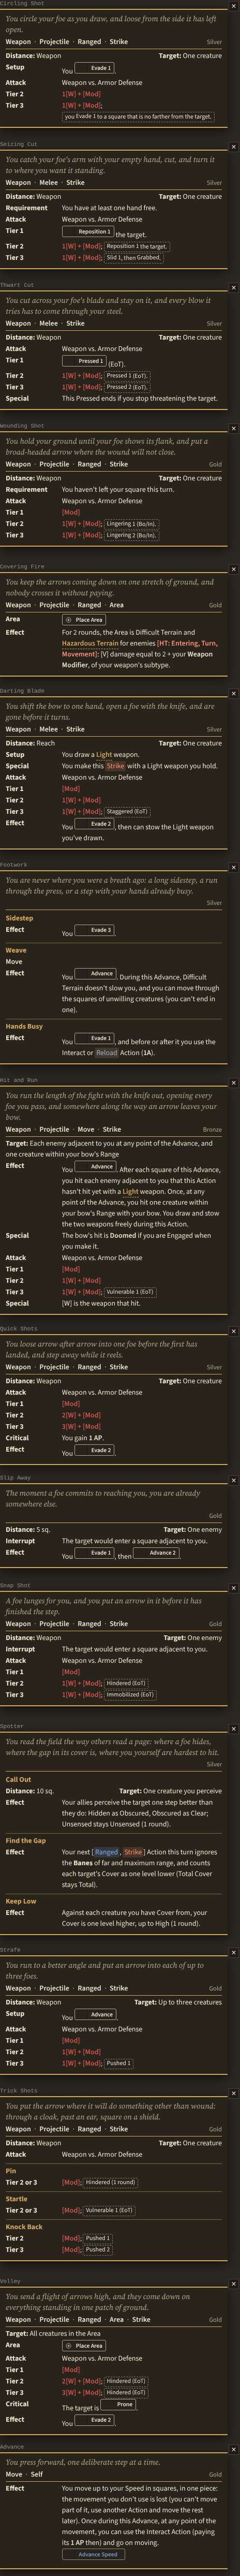 Circling Shot
You circle your foe as you draw, and loose from the side it has left
open.
Weapon · Projectile · Ranged · Strike Silver
Distance: Weapon Target: One creature
Setup You Evade 1.
Attack Weapon vs. Armor Defense
Tier 2 1[W] + [Mod]
Tier 3 1[W] + [Mod];
you Evade 1 to a square that is no farther from the target.
Seizing Cut
You catch your foe's arm with your empty hand, cut, and turn it
to where you want it standing.
Weapon · Melee · Strike Silver
Distance: Weapon Target: One creature
Requirement You have at least one hand free.
Attack Weapon vs. Armor Defense
Tier 1 Reposition 1 the target.
Tier 2 1[W] + [Mod]; Reposition 1 the target.
Tier 3 1[W] + [Mod]; Slid 1, then Grabbed.
Thwart Cut
You cut across your foe's blade and stay on it, and every blow it
tries has to come through your steel.
Weapon · Melee · Strike Silver
Distance: Weapon Target: One creature
Attack Weapon vs. Armor Defense
Tier 1 Pressed 1 (EoT).
Tier 2 1[W] + [Mod]; Pressed 1 (EoT).
Tier 3 1[W] + [Mod]; Pressed 2 (EoT).
Special This Pressed ends if you stop threatening the target.
Wounding Shot
You hold your ground until your foe shows its flank, and put a
broad-headed arrow where the wound will not close.
Weapon · Projectile · Ranged · Strike Gold
Distance: Weapon Target: One creature
Requirement You haven't left your square this turn.
Attack Weapon vs. Armor Defense
Tier 1 [Mod]
Tier 2 1[W] + [Mod]; Lingering 1 (Bo/In).
Tier 3 1[W] + [Mod]; Lingering 2 (Bo/In).
Covering Fire
You keep the arrows coming down on one stretch of ground, and
nobody crosses it without paying.
Weapon · Projectile · Ranged · Area Gold
Area Place Area
Effect For 2 rounds, the Area is Difficult Terrain and
Hazardous Terrain for enemies [HT: Entering, Turn,
Movement]: [V] damage equal to 2 + your Weapon
Modifier, of your weapon's subtype.
Darting Blade
You shift the bow to one hand, open a foe with the knife, and are
gone before it turns.
Weapon · Melee · Strike Silver
Distance: Reach Target: One creature
Setup You draw a Light weapon.
Special You make this Strike with a Light weapon you hold.
Attack Weapon vs. Armor Defense
Tier 1 [Mod]
Tier 2 1[W] + [Mod]
Tier 3 1[W] + [Mod]; Staggered (EoT)
Effect You Evade 2, then can stow the Light weapon
you've drawn.
Footwork
You are never where you were a breath ago: a long sidestep, a run
through the press, or a step with your hands already busy.
Silver
Sidestep
Effect You Evade 3.
Weave
Move
Effect You Advance. During this Advance, Difficult
Terrain doesn't slow you, and you can move through
the squares of unwilling creatures (you can't end in
one).
Hands Busy
Effect You Evade 1, and before or after it you use the
Interact or Reload Action (1A).
Hit and Run
You run the length of the fight with the knife out, opening every
foe you pass, and somewhere along the way an arrow leaves your
bow.
Weapon · Projectile · Move · Strike Bronze
Target: Each enemy adjacent to you at any point of the Advance, and
one creature within your bow's Range
Effect You Advance. After each square of this Advance,
you hit each enemy adjacent to you that this Action
hasn't hit yet with a Light weapon. Once, at any
point of the Advance, you hit one creature within
your bow's Range with your bow. You draw and stow
the two weapons freely during this Action.
Special The bow's hit is Doomed if you are Engaged when
you make it.
Attack Weapon vs. Armor Defense
Tier 1 [Mod]
Tier 2 1[W] + [Mod]
Tier 3 1[W] + [Mod]; Vulnerable 1 (EoT)
Special [W] is the weapon that hit.
Quick Shots
You loose arrow after arrow into one foe before the first has
landed, and step away while it reels.
Weapon · Projectile · Ranged · Strike Gold
Distance: Weapon Target: One creature
Attack Weapon vs. Armor Defense
Tier 1 [Mod]
Tier 2 2[W] + [Mod]
Tier 3 3[W] + [Mod]
Critical You gain 1 AP.
Effect You Evade 2.
Slip Away
The moment a foe commits to reaching you, you are already
somewhere else.
Gold
Distance: 5 sq. Target: One enemy
Interrupt The target would enter a square adjacent to you.
Effect You Evade 1, then Advance 2.
Snap Shot
A foe lunges for you, and you put an arrow in it before it has
finished the step.
Weapon · Projectile · Ranged · Strike Gold
Distance: Weapon Target: One enemy
Interrupt The target would enter a square adjacent to you.
Attack Weapon vs. Armor Defense
Tier 1 [Mod]
Tier 2 1[W] + [Mod]; Hindered (EoT)
Tier 3 1[W] + [Mod]; Immobilized (EoT)
Spotter
You read the field the way others read a page: where a foe hides,
where the gap in its cover is, where you yourself are hardest to hit.
Silver
Call Out
Distance: 10 sq. Target: One creature you perceive
Effect Your allies perceive the target one step better than
they do: Hidden as Obscured, Obscured as Clear;
Unsensed stays Unsensed (1 round).
Find the Gap
Effect Your next [Ranged, Strike] Action this turn ignores
the Banes of far and maximum range, and counts
each target's Cover as one level lower (Total Cover
stays Total).
Keep Low
Effect Against each creature you have Cover from, your
Cover is one level higher, up to High (1 round).
Strafe
You run to a better angle and put an arrow into each of up to
three foes.
Weapon · Projectile · Ranged · Strike Gold
Distance: Weapon Target: Up to three creatures
Setup You Advance.
Attack Weapon vs. Armor Defense
Tier 1 [Mod]
Tier 2 1[W] + [Mod]
Tier 3 1[W] + [Mod]; Pushed 1
Trick Shots
You put the arrow where it will do something other than wound:
through a cloak, past an ear, square on a shield.
Weapon · Projectile · Ranged · Strike Gold
Distance: Weapon Target: One creature
Attack Weapon vs. Armor Defense
Pin
Tier 2 or 3 [Mod]; Hindered (1 round)
Startle
Tier 2 or 3 [Mod]; Vulnerable 1 (EoT)
Knock Back
Tier 2 [Mod]; Pushed 1
Tier 3 [Mod]; Pushed 2
Volley
You send a flight of arrows high, and they come down on
everything standing in one patch of ground.
Weapon · Projectile · Ranged · Area · Strike Gold
Target: All creatures in the Area
Area Place Area
Attack Weapon vs. Armor Defense
Tier 1 [Mod]
Tier 2 2[W] + [Mod]; Hindered (EoT)
Tier 3 3[W] + [Mod]; Hindered (EoT)
Critical The target is Prone.
Effect You Evade 2.
Advance
You press forward, one deliberate step at a time.
Move · Self
Effect You move up to your Speed in squares, in one piece:
the movement you don't use is lost (you can't move
part of it, use another Action and move the rest
later). Once during this Advance, at any point of the
movement, you can use the Interact Action (paying
its 1 AP then) and go on moving.
Advance Speed